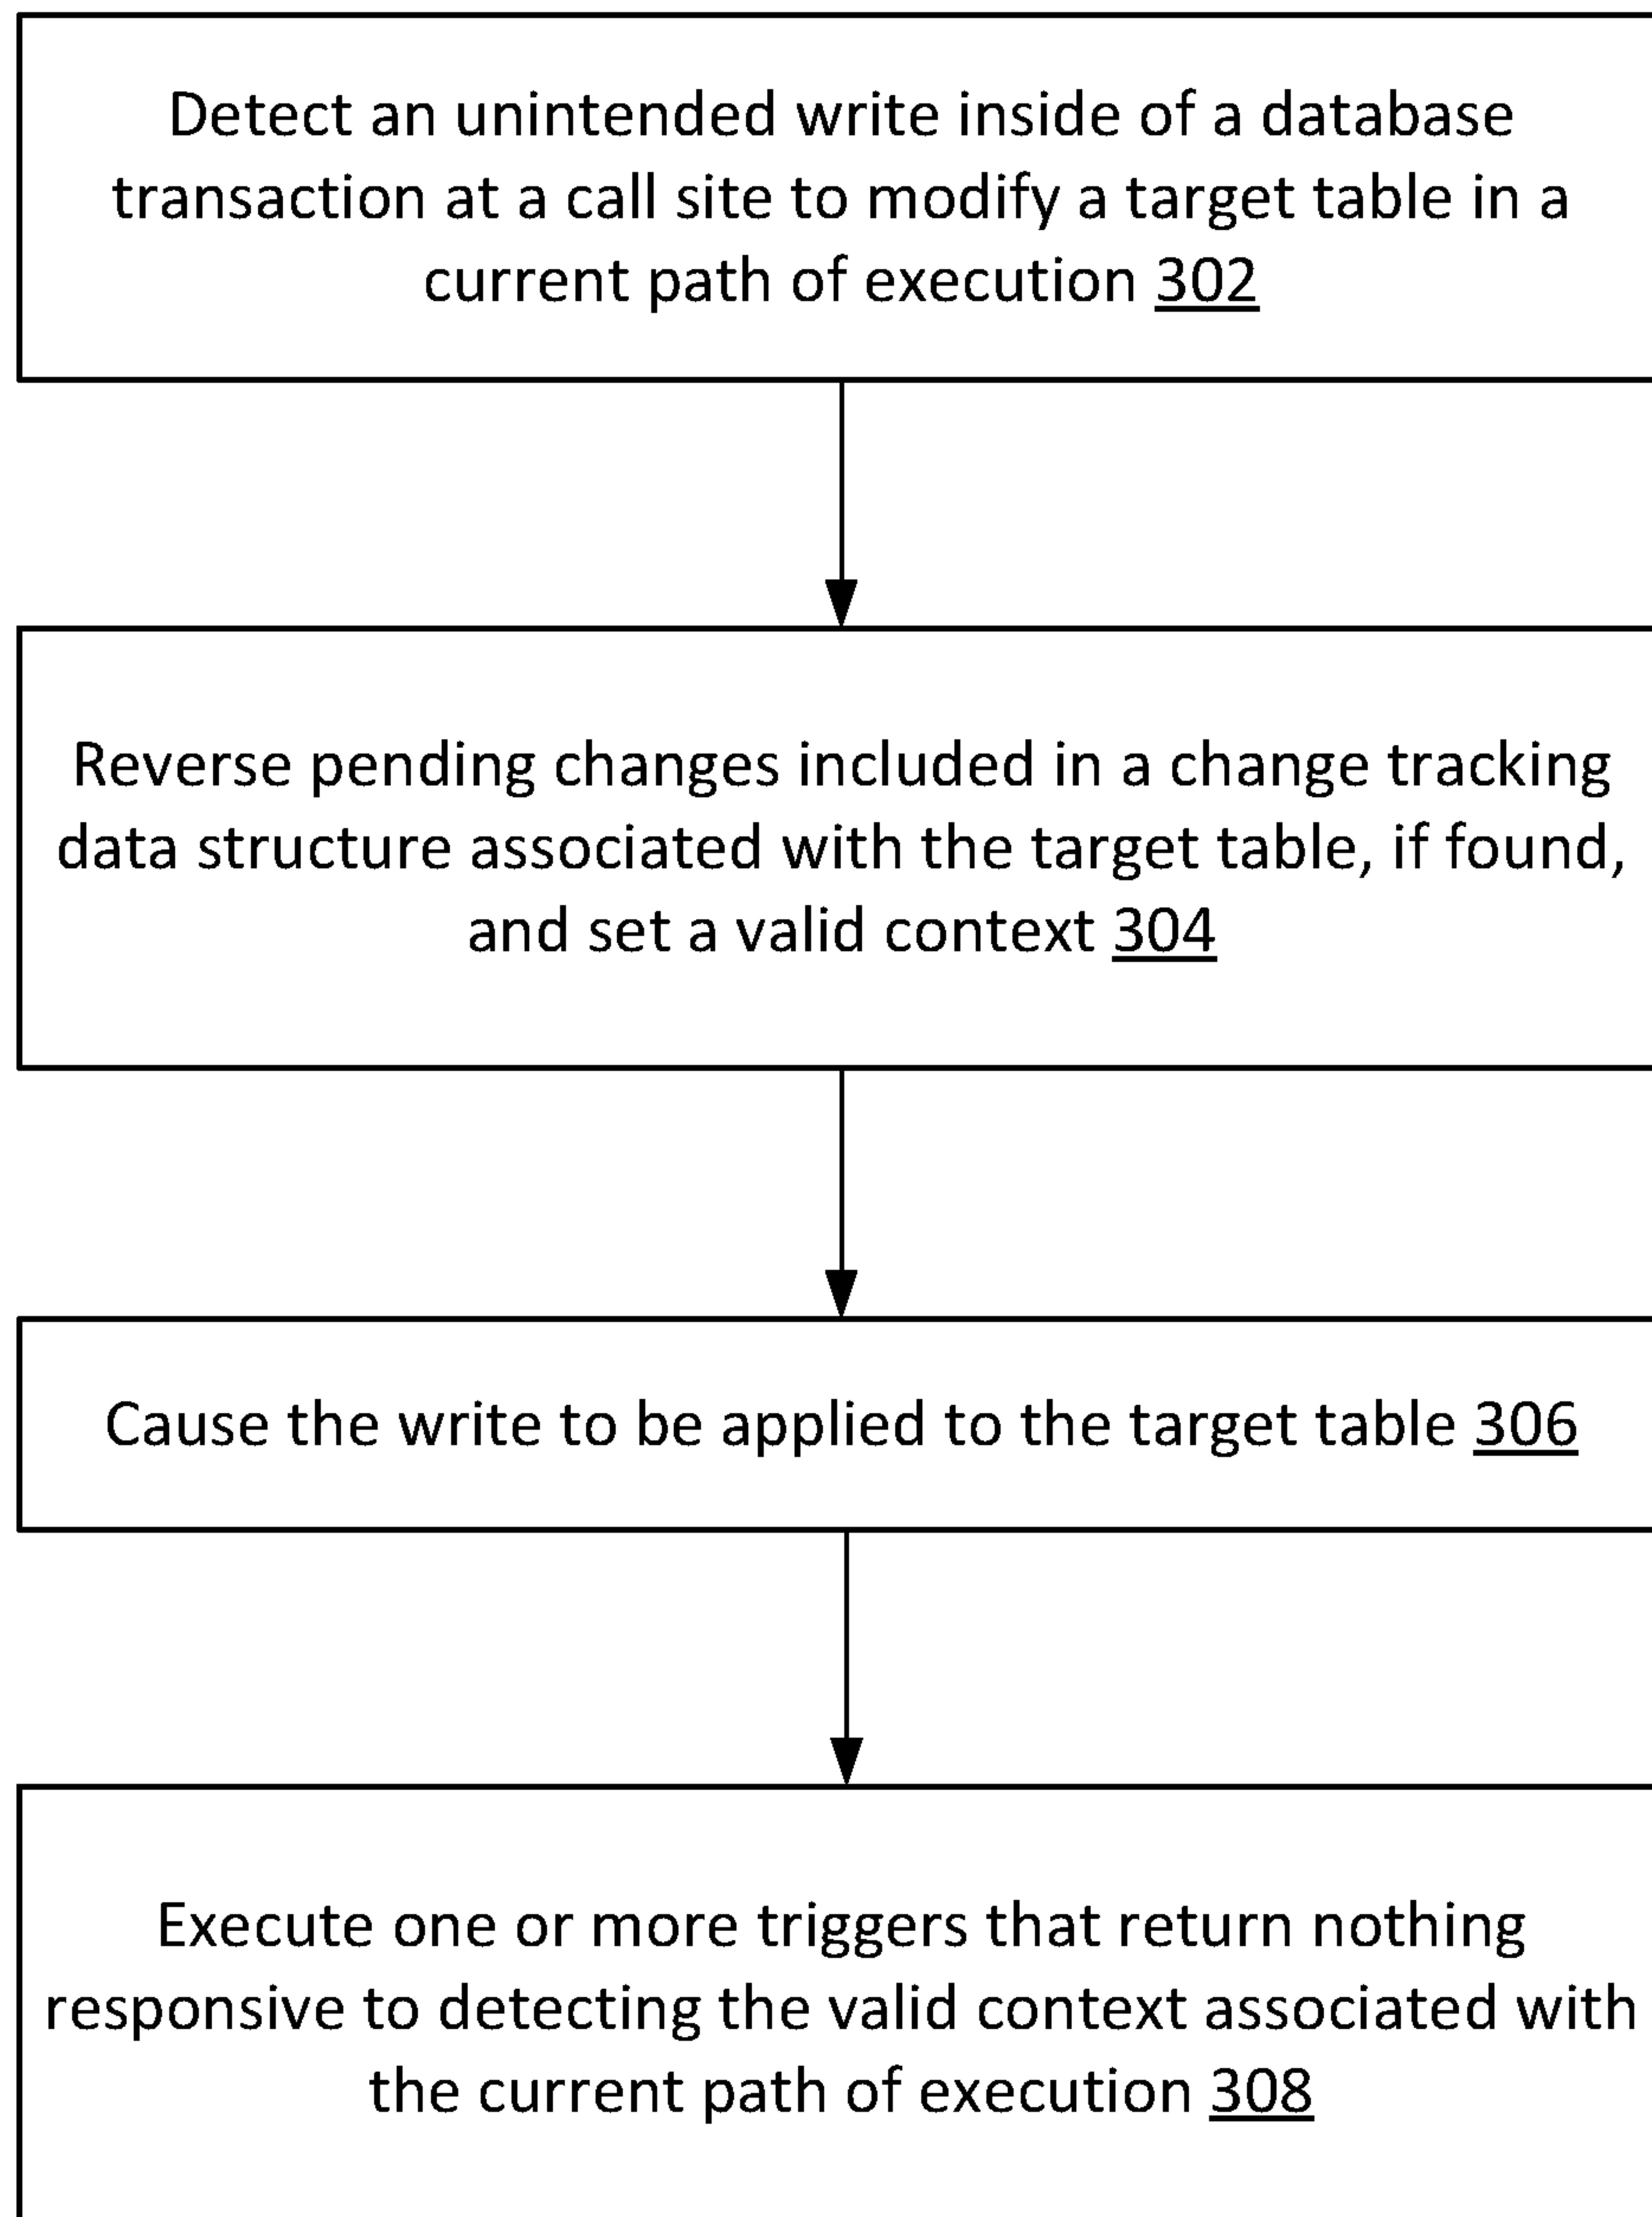 Detect an unintended write inside of a database
transaction at a call site to modify a target table in a
current path of execution 302
Reverse pending changes included in a change tracking
data structure associated with the target table, if found,
and set a valid context 304
Cause the write to be applied to the target table 306
Execute one or more triggers that return nothing
responsive to detecting the valid context associated with
the current path of execution 308